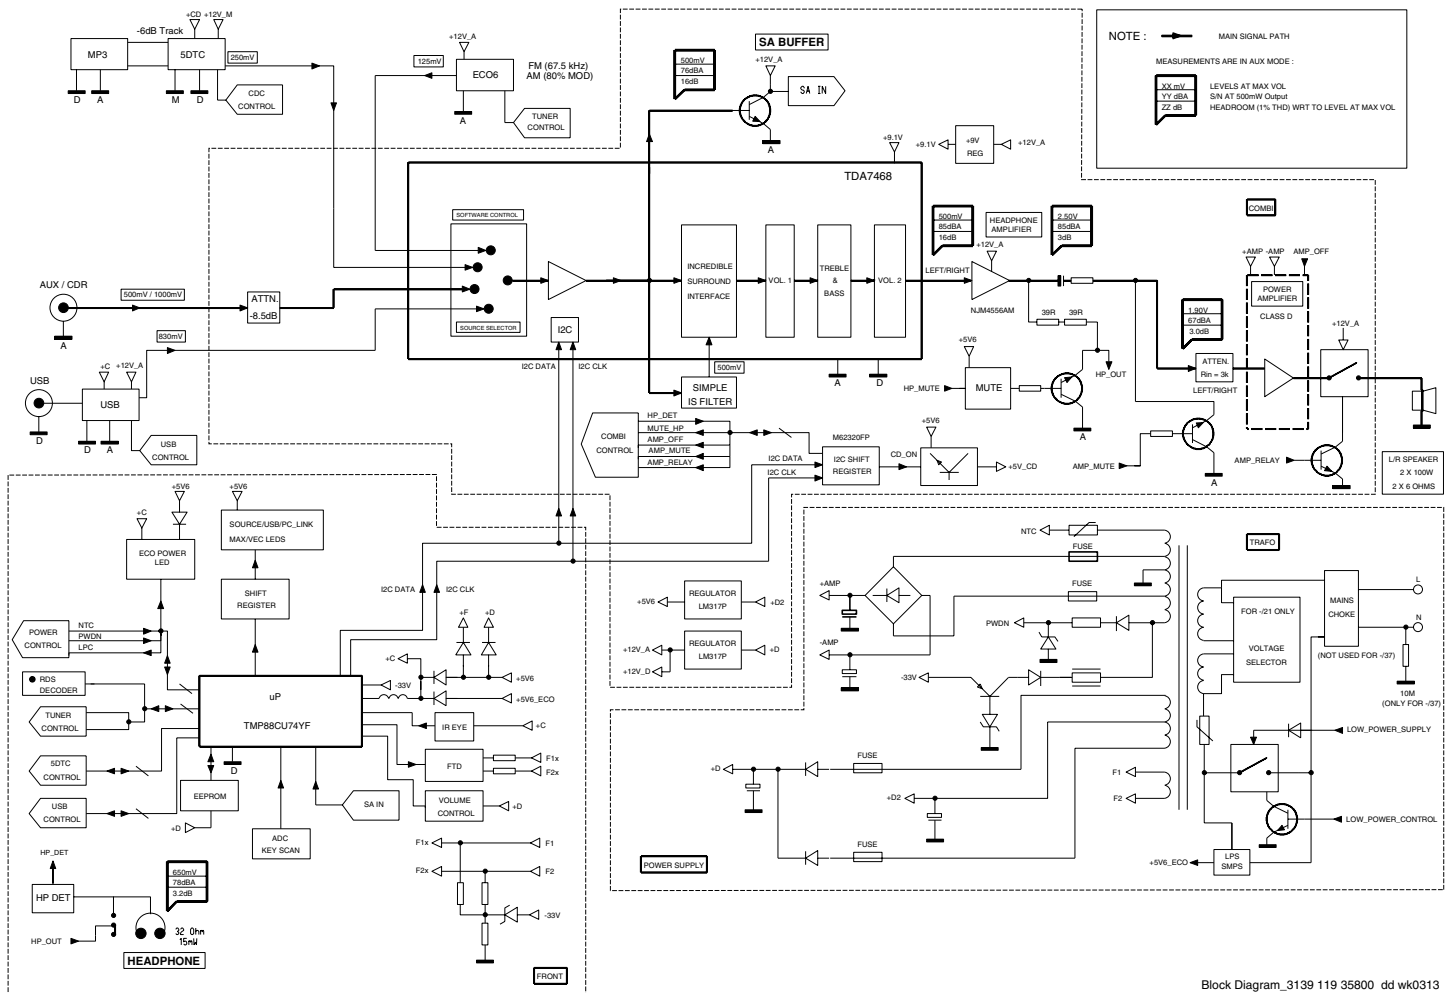 -6dB Track
+CD
+12V_M
MP3
5DTC
250mV
D
A
M
D
CDC
CONTROL
+12V_A
125mV
ECO6
FM (67.5 kHz)
AM (80% MOD)
A
TUNER
CONTROL
500mV
76dBA
16dB
SA BUFFER
+12V_A
SA IN
A
NOTE :
MAIN SIGNAL PATH
MEASUREMENTS ARE IN AUX MODE :
XX mV
YY dBA
ZZ dB
LEVELS AT MAX VOL
S/N AT 500mW Output
HEADROOM (1% THD) WRT TO LEVEL AT MAX VOL
+9.1V
+9.1V
+9V
REG
+12V_A
TDA7468
SOFTWARE CONTROL
SOURCE SELECTOR
INCREDIBLE
SURROUND
INTERFACE
VOL. 1
TREBLE
&
BASS
VOL. 2
I2C
I2C DATA
I2C CLK
500mV
SIMPLE
IS FILTER
A
D
AUX / CDR
500mV / 1000mV
ATTN.
-8.5dB
A
830mV
USB
+C
+12V_A
USB
D
D
A
USB
CONTROL
500mV
85dBA
16dB
HEADPHONE
AMPLIFIER
+12V_A
2.50V
85dBA
3dB
LEFT/RIGHT
NJM4556AM
39R
39R
+5V6
HP_MUTE
MUTE
HP_OUT
A
COMBI
+AMP
-AMP
AMP_OFF
POWER
AMPLIFIER
CLASS D
1.90V
67dBA
3.0dB
ATTEN.
Rin = 3k
LEFT/RIGHT
+12V_A
AMP_MUTE
A
AMP_RELAY
L/R SPEAKER
2 X 100W
2 X 6 OHMS
COMBI
CONTROL
HP_DET
MUTE_HP
AMP_OFF
AMP_MUTE
AMP_RELAY
I2C DATA
I2C CLK
M62320FP
I2C SHIFT
REGISTER
CD_ON
+5V6
+5V_CD
+5V6
+C
ECO POWER
LED
+5V6
SOURCE/USB/PC_LINK
MAX/VEC LEDS
SHIFT
REGISTER
I2C DATA
I2C CLK
POWER
CONTROL
NTC
PWDN
LPC
RDS
DECODER
TUNER
CONTROL
5DTC
CONTROL
USB
CONTROL
uP
TMP88CU74YF
D
EEPROM
+D
ADC
KEY SCAN
SA IN
+F
+D
+C
-33V
+5V6
+5V6_ECO
IR EYE
+C
FTD
F1x
F2x
VOLUME
CONTROL
+D
F1x
F1
F2x
F2
-33V
HP_DET
HP DET
HP_OUT
650mV
78dBA
3.2dB
32 Ohm
15mW
HEADPHONE
FRONT
+5V6
REGULATOR
LM317P
+D2
+12V_A
+12V_D
REGULATOR
LM317P
+D
NTC
FUSE
FUSE
+AMP
-AMP
PWDN
-33V
+D
FUSE
+D2
FUSE
F1
F2
POWER SUPPLY
TRAFO
FOR -/21 ONLY
VOLTAGE
SELECTOR
MAINS
CHOKE
(NOT USED FOR -/37)
L
N
10M
(ONLY FOR -/37)
LOW_POWER_SUPPLY
LOW_POWER_CONTROL
+5V6_ECO
LPS
SMPS
Block Diagram_3139 119 35800 dd wk0313